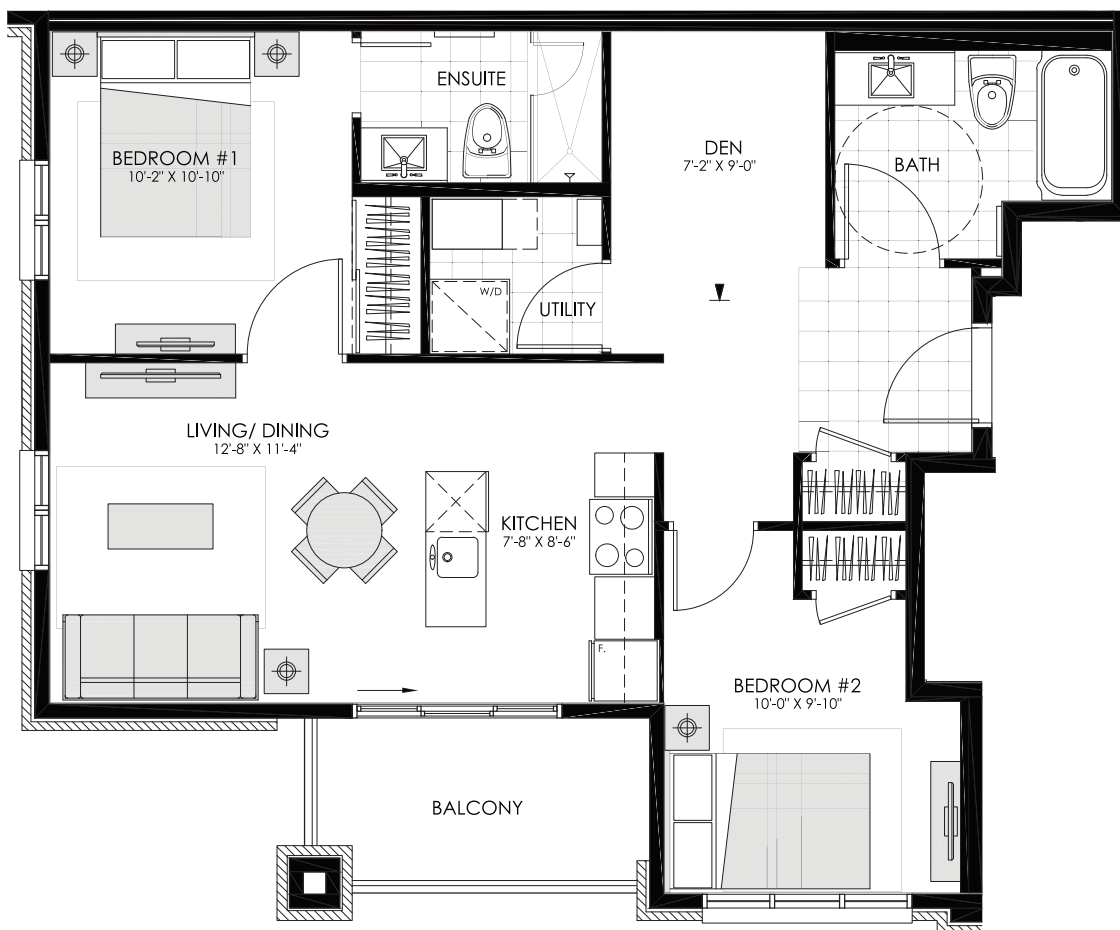 ENSUITE
BEDROOM #1
10'-2" X 10'-10"
DEN
7'-2" X 9'-0"
BATH
W/D
UTILITY
LIVING/ DINING
12'-8" X 11'-4"
KITCHEN
7'-8" X 8'-6"
F.
BEDROOM #2
10'-0" X 9'-10"
BALCONY